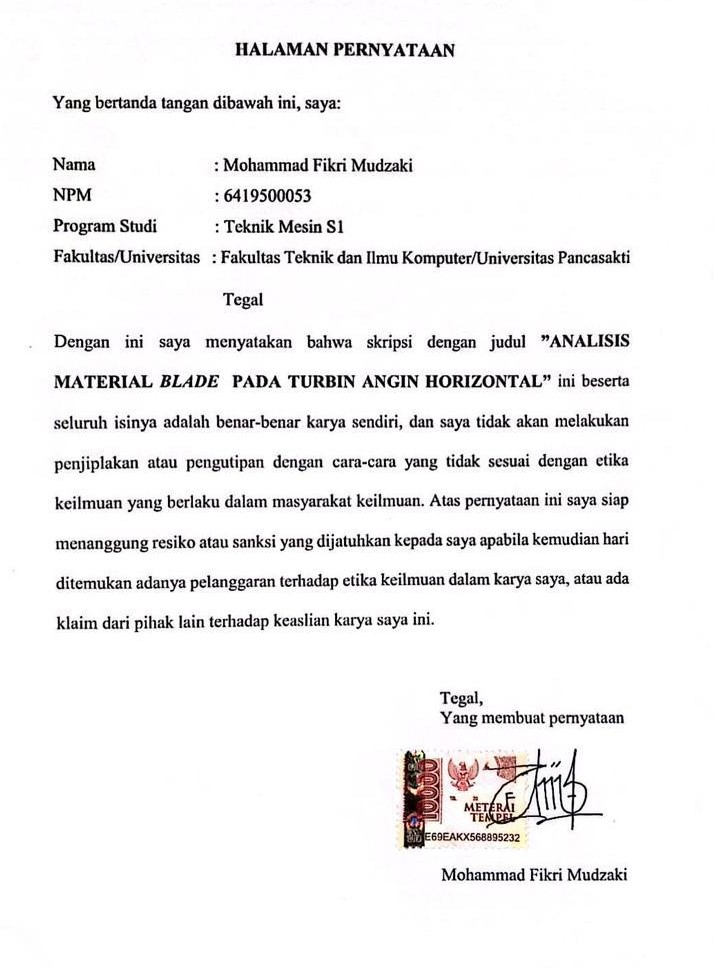 HALAMAN PERNYATAAN
Yang bertanda tangan dibawah ini, saya:
Nama : Mohammad Fikri Mudzaki
NPM : 6419500053
Program Studi : Teknik Mesin S1
Fakultas/Universitas : Fakultas Teknik dan Ilmu Komputer/Universitas Pancasakti
Tegal
Dengan ini saya menyatakan bahwa skripsi dengan judul ”ANALISIS
MATERIAL BLADE PADA TURBIN ANGIN HORIZONTAL” ini beserta
seluruh isinya adalah benar-benar karya sendiri, dan saya tidak akan melakukan
penjiplakan atau pengutipan dengan cara-cara yang tidak sesuai dengan etika
keilmuan yang berlaku dalam masyarakat keilmuan. Atas pernyataan ini saya siap
menanggung resiko atau sanksi yang dijatuhkan kepada saya apabila kemudian hari
ditemukan adanya pelanggaran terhadap etika keilmuan dalam karya saya, atau ada
klaim dari pihak lain terhadap keaslian karya saya ini.
Tegal,
Yang membuat pernyataan
10000
METERAI
TEMPEL
E69EAKX568895232
Mohammad Fikri Mudzaki